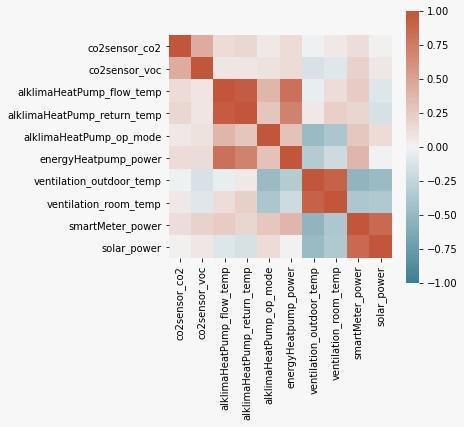 co2sensor_co2
co2sensor_voc
alklimaHeatPump_flow_temp
alklimaHeatPump_return_temp
alklimaHeatPump_op_mode
energyHeatpump_power
ventilation_outdoor_temp
ventilation_room_temp
smartMeter_power
solar_power
co2sensor_co2
co2sensor_voc
alklimaHeatPump_flow_temp
alklimaHeatPump_return_temp
alklimaHeatPump_op_mode
energyHeatpump_power
ventilation_outdoor_temp
ventilation_room_temp
smartMeter_power
solar_power
1.00
0.75
0.50
0.25
0.00
−0.25
−0.50
−0.75
−1.00